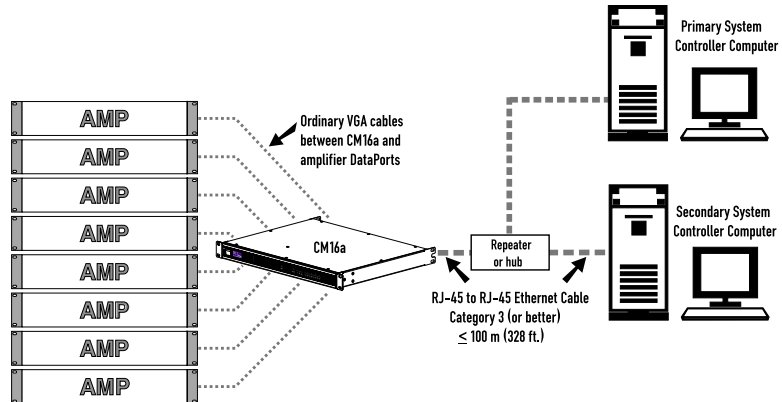 Primary System
Controller Computer
Ordinary VGA cables
between CM16a and
amplifier DataPorts
AMP
AMP
AMP
AMP
AMP
AMP
AMP
AMP
CM16a
Repeater
or hub
Secondary System
Controller Computer
RJ-45 to RJ-45 Ethernet Cable
Category 3 (or better)
≤ 100 m (328 ft.)